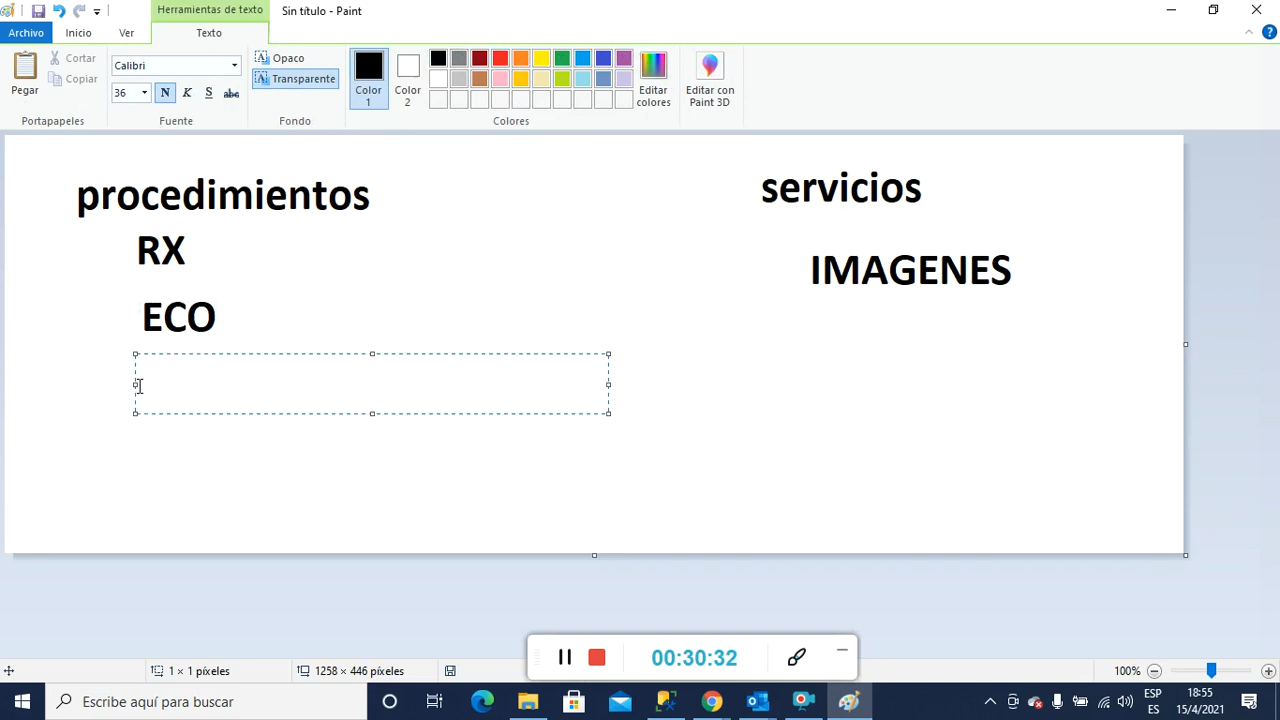 Herramientas de texto
Sin título - Paint
Archivo
Inicio
Ver
Texto
Pegar
Cortar
Copiar
Portapapeles
Calibri
36
N K S abc
Fuente
Opaco
Transparente
Fondo
Color 1
Color 2
Colores
Editar colores
Editar con Paint 3D
procedimientos
servicios
RX
IMAGENES
ECO
00:30:32
1 × 1 píxeles
1258 × 446 píxeles
100%
Escribe aquí para buscar
ESP
ES
18:55
15/4/2021